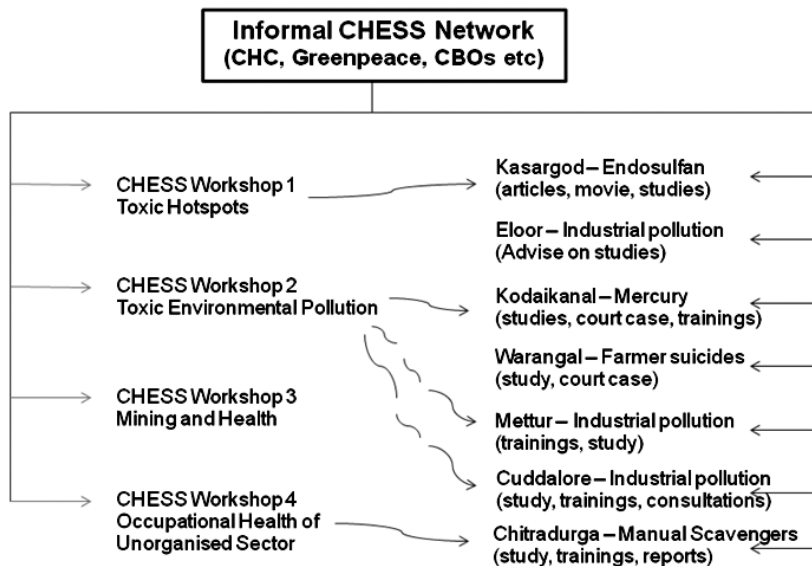 Informal CHESS Network
(CHC, Greenpeace, CBOs etc)
CHESS Workshop 1
Toxic Hotspots
CHESS Workshop 2
Toxic Environmental Pollution
CHESS Workshop 3
Mining and Health
CHESS Workshop 4
Occupational Health of
Unorganised Sector
Kasargod – Endosulfan
(articles, movie, studies)
Eloor – Industrial pollution
(Advise on studies)
Kodaikanal – Mercury
(studies, court case, trainings)
Warangal – Farmer suicides
(study, court case)
Mettur – Industrial pollution
(trainings, study)
Cuddalore – Industrial pollution
(study, trainings, consultations)
Chitradurga – Manual Scavengers
(study, trainings, reports)